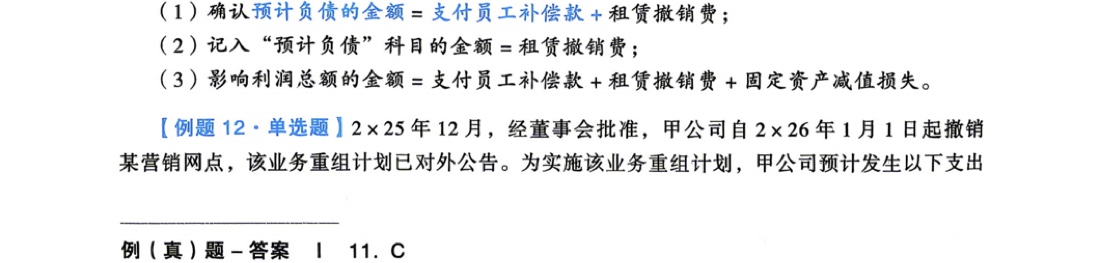 （1）确认预计负债的金额 = 支付员工补偿款 + 租赁撤销费；
（2）记入“预计负债”科目的金额 = 租赁撤销费；
（3）影响利润总额的金额 = 支付员工补偿款 + 租赁撤销费 + 固定资产减值损失。
【例题 12 · 单选题】2×25 年 12 月，经董事会批准，甲公司自 2×26 年 1 月 1 日起撤销
某营销网点，该业务重组计划已对外公告。为实施该业务重组计划，甲公司预计发生以下支出
例（真）题 – 答案 | 11. C